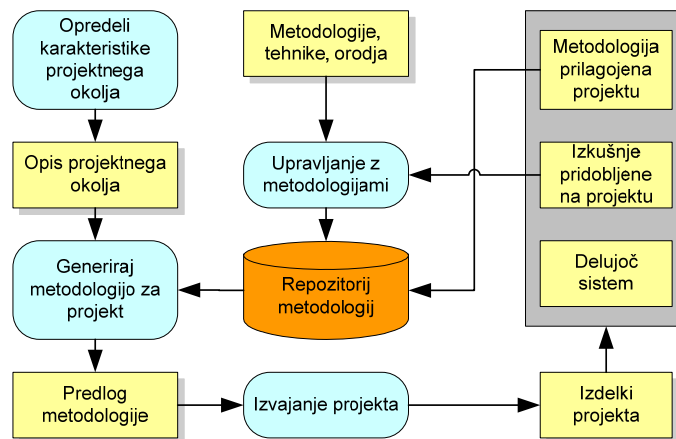 Opredeli
karakteristike
projektnega
okolja
Metodologije,
tehnike, orodja
Metodologija
prilagojena
projektu
Opis projektnega
okolja
Upravljanje z
metodologijami
Izkušnje
pridobljene
na projektu
Generiraj
metodologijo za
projekt
Repozitorij
metodologij
Delujoč
sistem
Predlog
metodologije
Izvajanje projekta
Izdelki
projekta